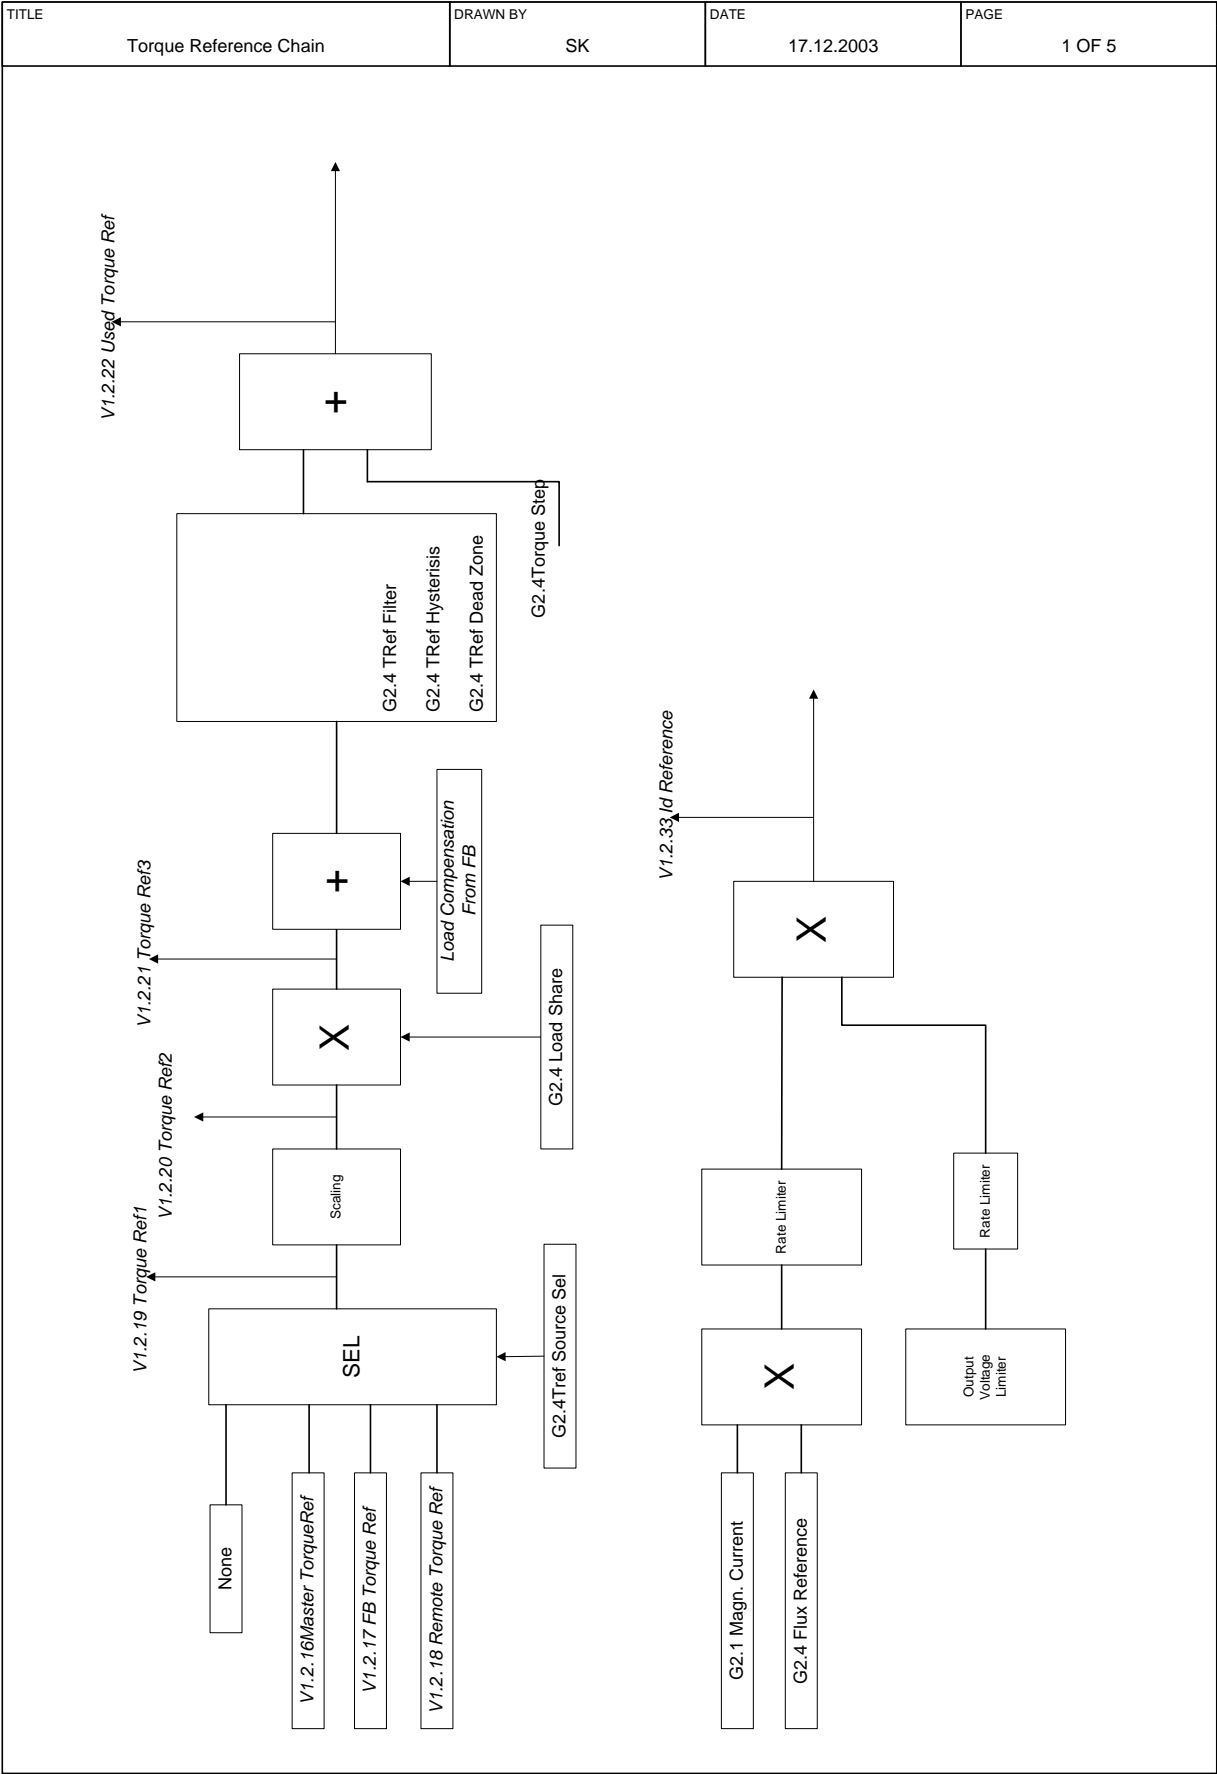 TITLE
Torque Reference Chain
DRAWN BY
SK
DATE
17.12.2003
PAGE
1 OF 5
None
V1.2.16Master TorqueRef
V1.2.17 FB Torque Ref
V1.2.18 Remote Torque Ref
SEL
G2.4Tref Source Sel
V1.2.19 Torque Ref1
Scaling
V1.2.20 Torque Ref2
X
G2.4 Load Share
V1.2.21 Torque Ref3
+
Load Compensation
From FB
G2.4 TRef Filter
G2.4 TRef Hysterisis
G2.4 TRef Dead Zone
G2.4Torque Step
+
V1.2.22 Used Torque Ref
G2.1 Magn. Current
G2.4 Flux Reference
X
Rate Limiter
Output
Voltage
Limiter
Rate Limiter
X
V1.2.33 Id Reference